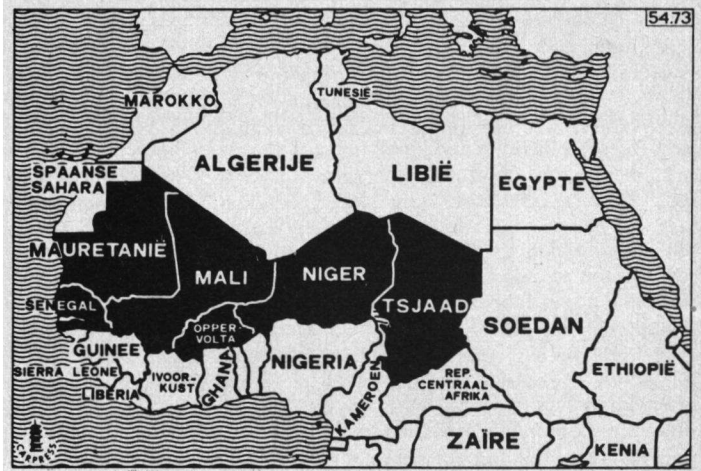 54.73
TUNESIË
MAROKKO
ALGERIJE
LIBIË
EGYPTE
SPAANSE
SAHARA
MAURETANIË
MALI
NIGER
TSJAAD
SENEGAL
OPPER-
VOLTA
SOEDAN
GUINEE
SIERRA LEONE
LIBERIA
IVOOR-
KUST
GHANA
NIGERIA
KAMEROEN
REP.
CENTRAAL
AFRIKA
ETHIOPIË
ZAÏRE
KENIA
CARPRESS